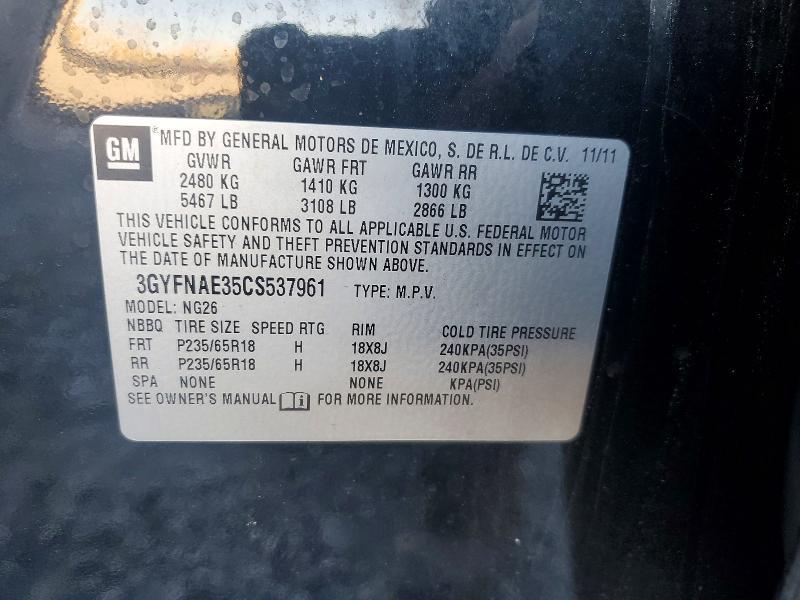 GM ® MFD BY GENERAL MOTORS DE MEXICO, S. DE R.L. DE C.V. 11/11
GVWR GAWR FRT GAWR RR
2480 KG 1410 KG 1300 KG
5467 LB 3108 LB 2866 LB
THIS VEHICLE CONFORMS TO ALL APPLICABLE U.S. FEDERAL MOTOR
VEHICLE SAFETY AND THEFT PREVENTION STANDARDS IN EFFECT ON
THE DATE OF MANUFACTURE SHOWN ABOVE.
3GYFNAE35CS537961 TYPE: M.P.V.
MODEL: NG26
NBBQ TIRE SIZE SPEED RTG RIM COLD TIRE PRESSURE
FRT P235/65R18 H 18X8J 240KPA(35PSI)
RR P235/65R18 H 18X8J 240KPA(35PSI)
SPA NONE NONE KPA(PSI)
SEE OWNER'S MANUAL FOR MORE INFORMATION.